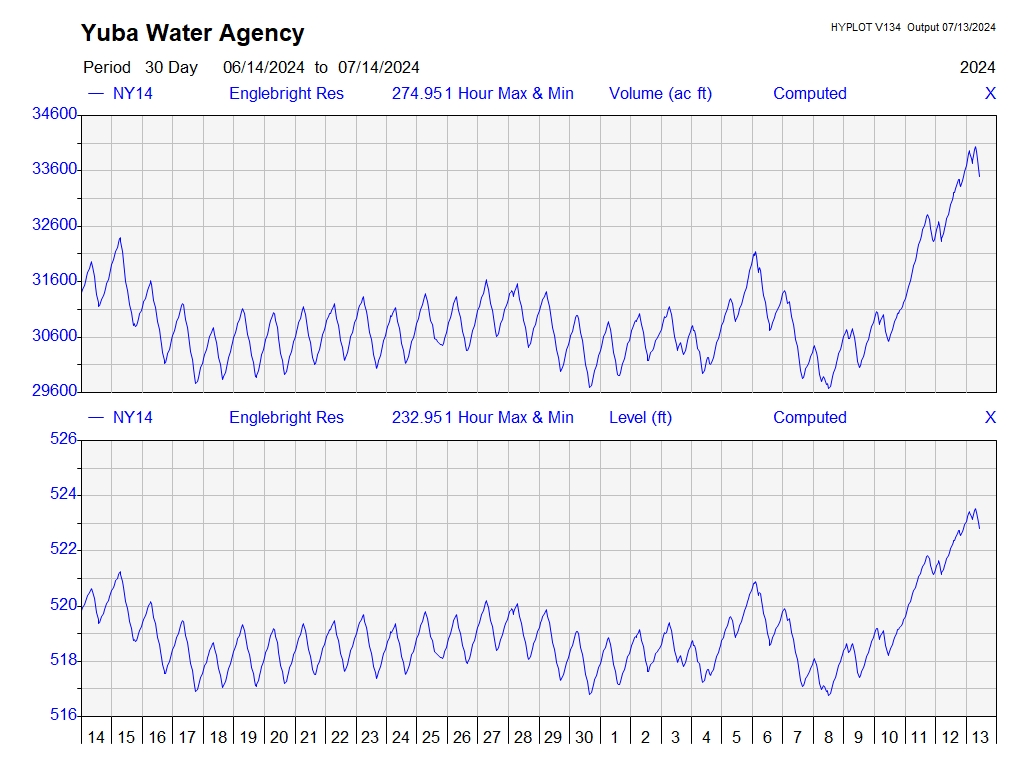 Yuba Water Agency
HYPLOT V134 Output 07/13/2024
Period 30 Day 06/14/2024 to 07/14/2024 2024
— NY14 Englebright Res 274.951 Hour Max & Min Volume (ac ft) Computed X
34600
33600
32600
31600
30600
29600
— NY14 Englebright Res 232.951 Hour Max & Min Level (ft) Computed X
526
524
522
520
518
516
14 15 16 17 18 19 20 21 22 23 24 25 26 27 28 29 30 1 2 3 4 5 6 7 8 9 10 11 12 13